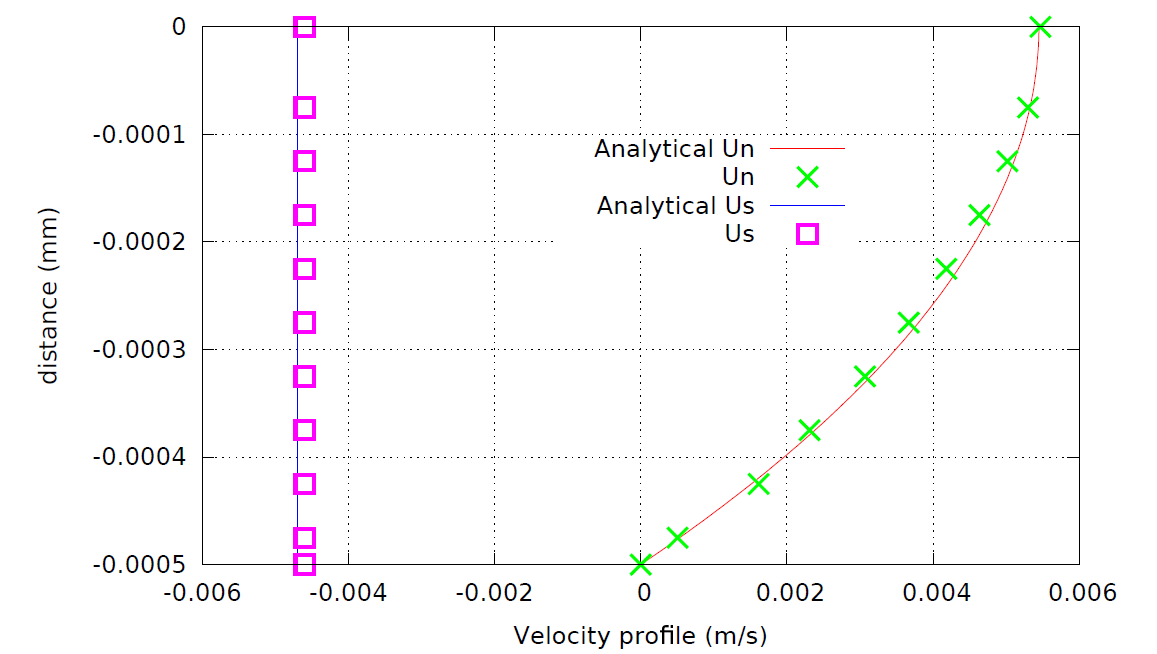 0
-0.0001
-0.0002
-0.0003
-0.0004
-0.0005
distance (mm)
Analytical Un
Un
Analytical Us
Us
-0.006 -0.004 -0.002 0 0.002 0.004 0.006
Velocity profile (m/s)